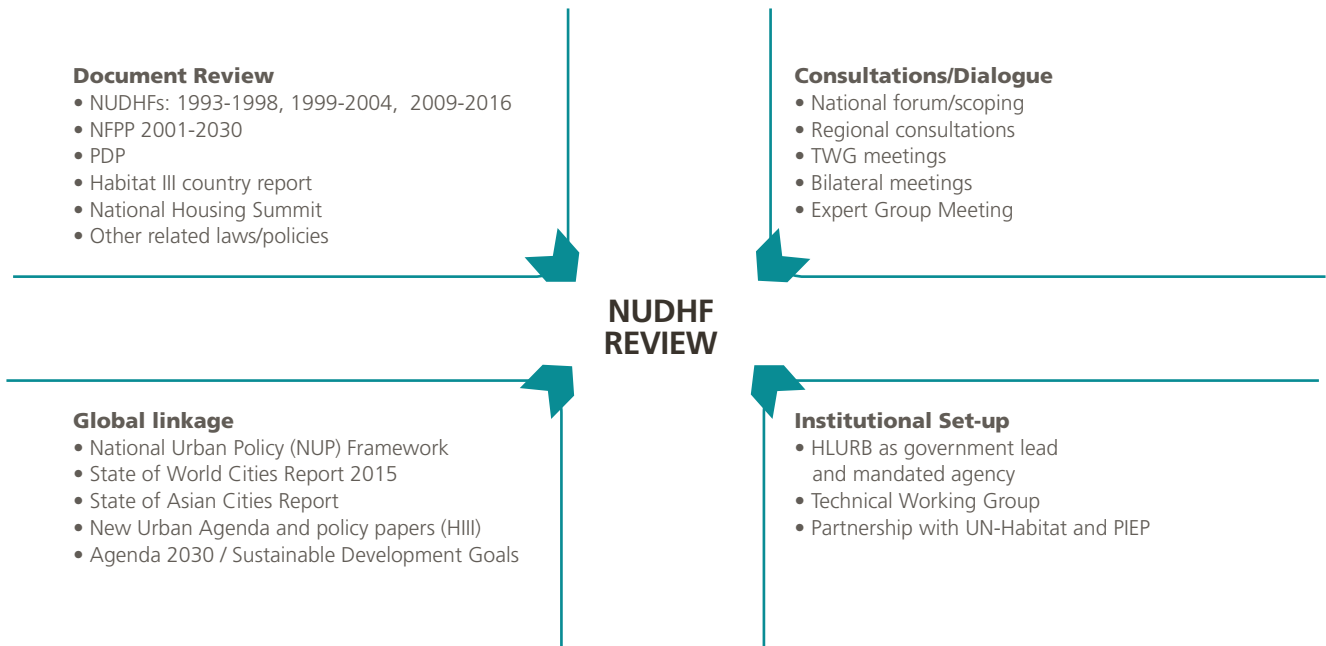 Document Review
• NUDHFs: 1993-1998, 1999-2004, 2009-2016
• NFPP 2001-2030
• PDP
• Habitat III country report
• National Housing Summit
• Other related laws/policies
Consultations/Dialogue
• National forum/scoping
• Regional consultations
• TWG meetings
• Bilateral meetings
• Expert Group Meeting
NUDHF
REVIEW
Global linkage
• National Urban Policy (NUP) Framework
• State of World Cities Report 2015
• State of Asian Cities Report
• New Urban Agenda and policy papers (HIII)
• Agenda 2030 / Sustainable Development Goals
Institutional Set-up
• HLURB as government lead
and mandated agency
• Technical Working Group
• Partnership with UN-Habitat and PIEP